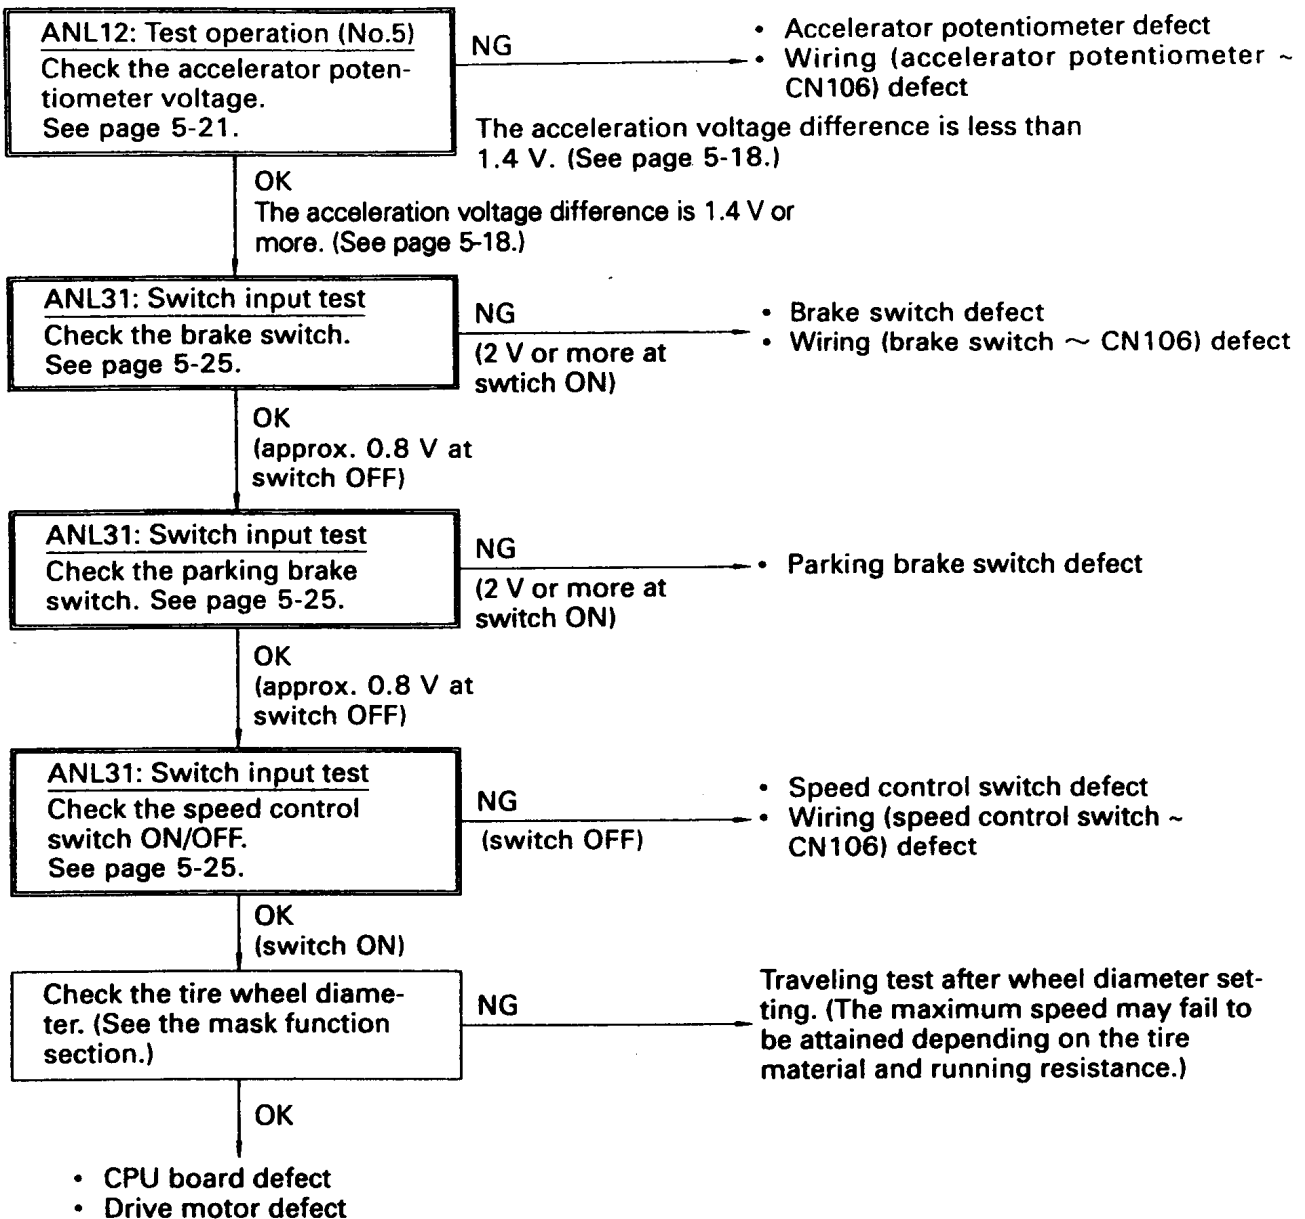 ANL12: Test operation (No.5)
Check the accelerator poten-
tiometer voltage.
See page 5-21.
NG
• Accelerator potentiometer defect
• Wiring (accelerator potentiometer ~
CN106) defect
The acceleration voltage difference is less than
1.4 V. (See page 5-18.)
OK
The acceleration voltage difference is 1.4 V or
more. (See page 5-18.)
ANL31: Switch input test
Check the brake switch.
See page 5-25.
NG
(2 V or more at
swtich ON)
• Brake switch defect
• Wiring (brake switch ~ CN106) defect
OK
(approx. 0.8 V at
switch OFF)
ANL31: Switch input test
Check the parking brake
switch. See page 5-25.
NG
(2 V or more at
switch ON)
• Parking brake switch defect
OK
(approx. 0.8 V at
switch OFF)
ANL31: Switch input test
Check the speed control
switch ON/OFF.
See page 5-25.
NG
(switch OFF)
• Speed control switch defect
• Wiring (speed control switch ~
CN106) defect
OK
(switch ON)
Check the tire wheel diame-
ter. (See the mask function
section.)
NG
Traveling test after wheel diameter set-
ting. (The maximum speed may fail to
be attained depending on the tire
material and running resistance.)
OK
• CPU board defect
• Drive motor defect